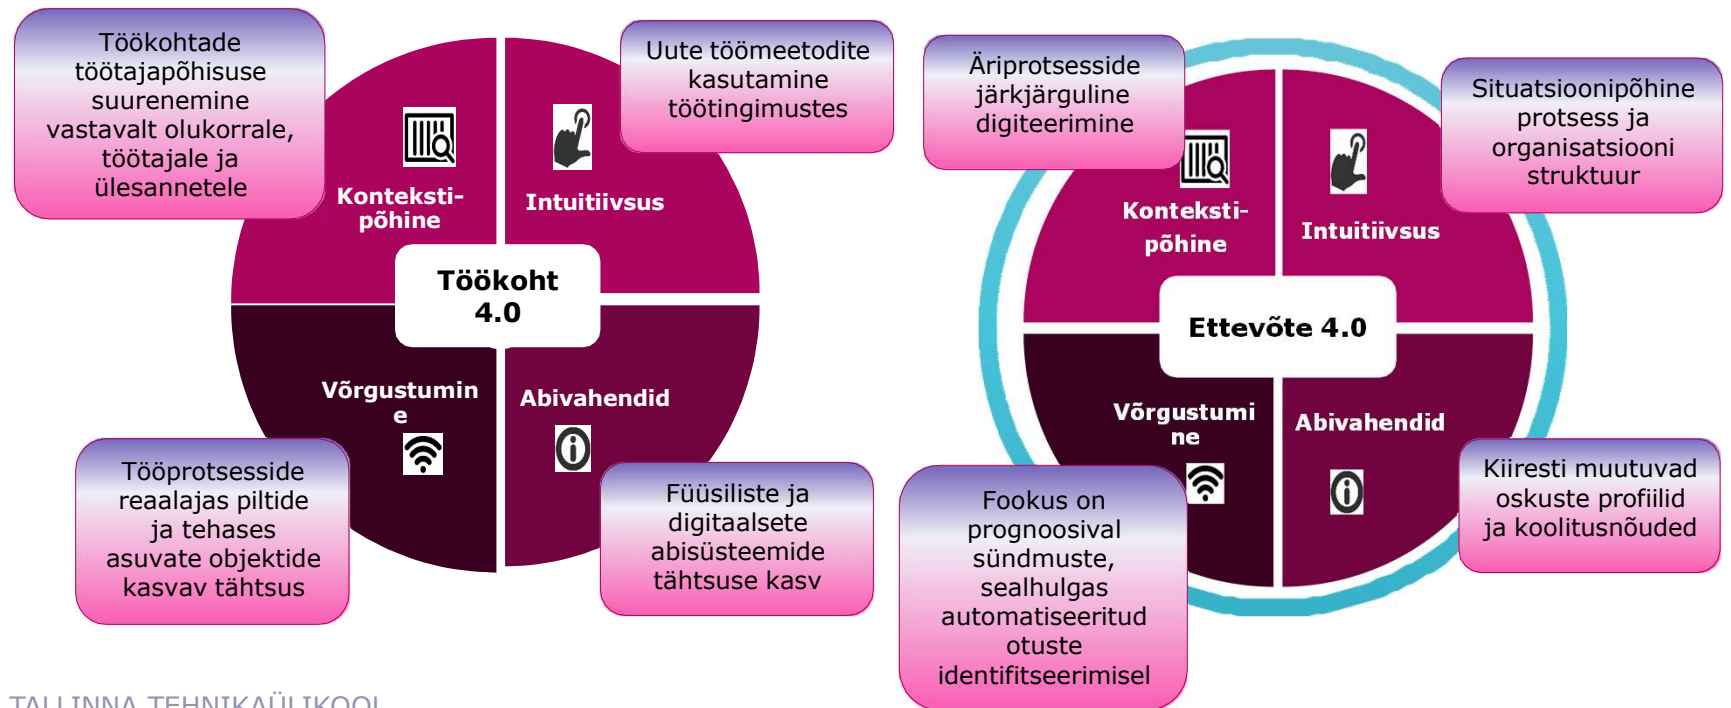 Töökohtade
töötajapõhisuse
suurenemine
vastavalt olukorrale,
töötajale ja
ülesannetele
Uute töömeetodite
kasutamine
töötingimustes
Konteksti-
põhine
Intuitiivsus
Töökoht
4.0
Võrgustumin
e
Abivahendid
Tööprotsesside
reaalajas piltide
ja tehases
asuvate objektide
kasvav tähtsus
Füüsiliste ja
digitaalsete
abisüsteemide
tähtsuse kasv
Äriprotsesside
järkjärguline
digiteerimine
Situatsioonipõhine
protsess ja
organisatsiooni
struktuur
Konteksti-
põhine
Intuitiivsus
Ettevõte 4.0
Võrgustumi
ne
Abivahendid
Fookus on
prognoosival
sündmuste,
sealhulgas
automatiseeritud
otuste
identifitseerimisel
Kiiresti muutuvad
oskuste profiilid
ja koolitusnõuded
TALLINNA TEHNIKAÜLIKOOL